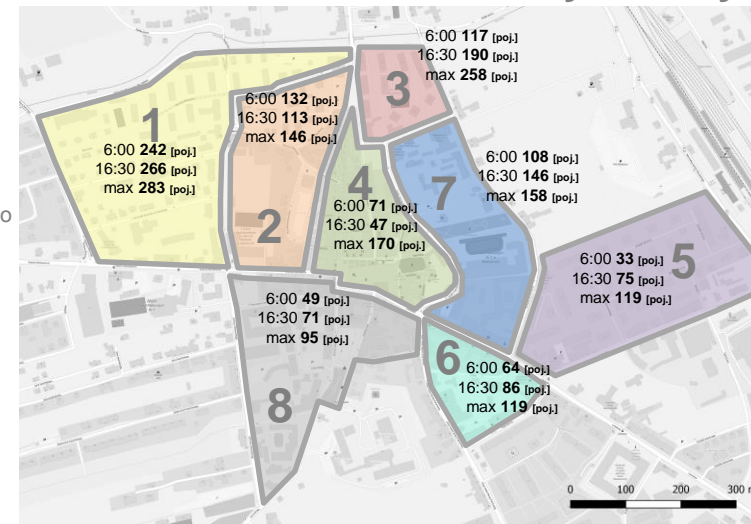 6:00 117 [poj.]
16:30 190 [poj.]
max 258 [poj.]
3
1
6:00 242 [poj.]
16:30 266 [poj.]
max 283 [poj.]
6:00 132 [poj.]
16:30 113 [poj.]
max 146 [poj.]
2
4
6:00 71 [poj.]
16:30 47 [poj.]
max 170 [poj.]
7
6:00 108 [poj.]
16:30 146 [poj.]
max 158 [poj.]
o
5
6:00 33 [poj.]
16:30 75 [poj.]
max 119 [poj.]
6:00 49 [poj.]
16:30 71 [poj.]
max 95 [poj.]
8
6
6:00 64 [poj.]
16:30 86 [poj.]
max 119 [poj.]
0 100 200 300